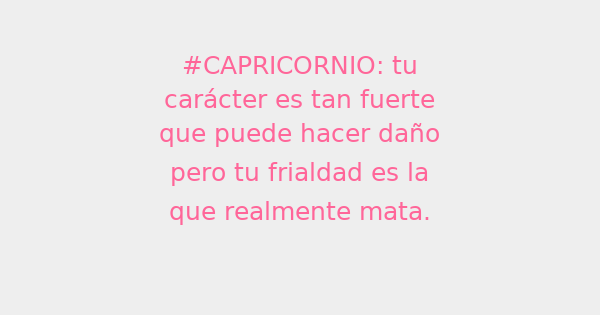 #CAPRICORNIO: tu
carácter es tan fuerte
que puede hacer daño
pero tu frialdad es la
que realmente mata.